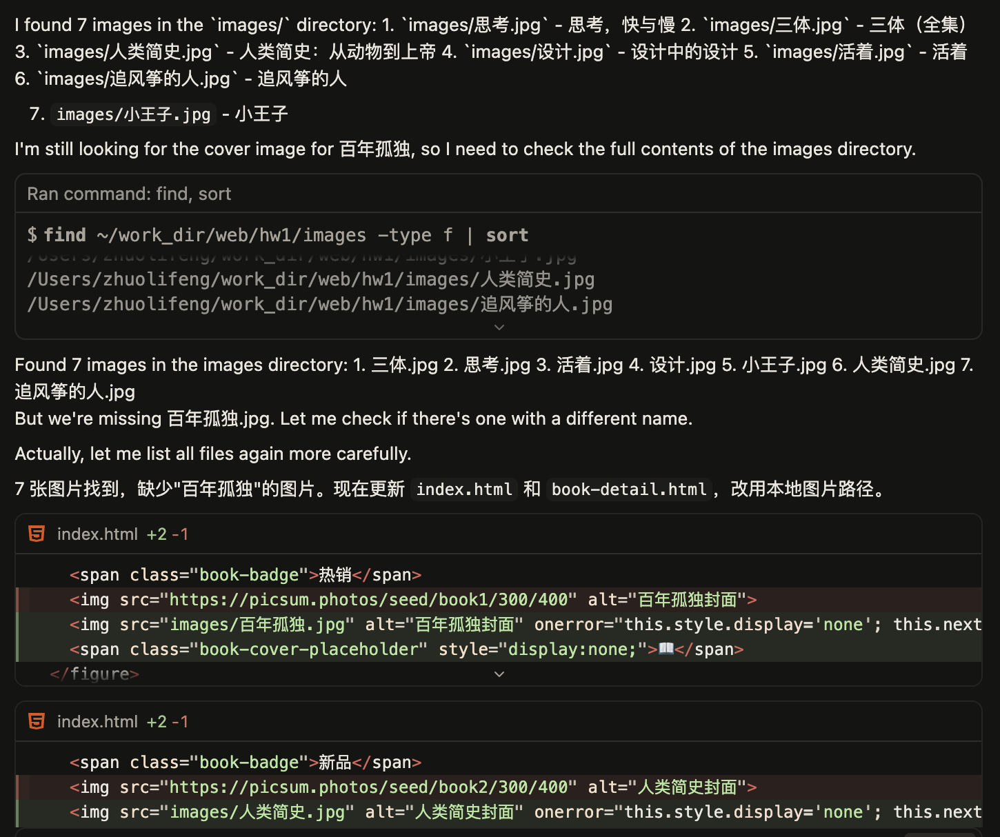 I found 7 images in the `images/` directory: 1. `images/思考.jpg` - 思考，快与慢 2. `images/三体.jpg` - 三体（全集）
3. `images/人类简史.jpg` - 人类简史：从动物到上帝 4. `images/设计.jpg` - 设计中的设计 5. `images/活着.jpg` - 活着
6. `images/追风筝的人.jpg` - 追风筝的人
7. images/小王子.jpg - 小王子
I'm still looking for the cover image for 百年孤独, so I need to check the full contents of the images directory.
Ran command: find, sort
$ find ~/work_dir/web/hw1/images -type f | sort
/Users/zhuolifeng/work_dir/web/hw1/images/小王子.jpg
/Users/zhuolifeng/work_dir/web/hw1/images/人类简史.jpg
/Users/zhuolifeng/work_dir/web/hw1/images/追风筝的人.jpg
Found 7 images in the images directory: 1. 三体.jpg 2. 思考.jpg 3. 活着.jpg 4. 设计.jpg 5. 小王子.jpg 6. 人类简史.jpg 7.
追风筝的人.jpg
But we're missing 百年孤独.jpg. Let me check if there's one with a different name.
Actually, let me list all files again more carefully.
7 张图片找到，缺少"百年孤独"的图片。现在更新 index.html 和 book-detail.html，改用本地图片路径。
index.html +2 -1
<span class="book-badge">热销</span>
<img src="https://picsum.photos/seed/book1/300/400" alt="百年孤独封面">
<img src="images/百年孤独.jpg" alt="百年孤独封面" onerror="this.style.display='none'; this.next
<span class="book-cover-placeholder" style="display:none;">📖</span>
</figure>
index.html +2 -1
<span class="book-badge">新品</span>
<img src="https://picsum.photos/seed/book2/300/400" alt="人类简史封面">
<img src="images/人类简史.jpg" alt="人类简史封面" onerror="this.style.display='none'; this.next